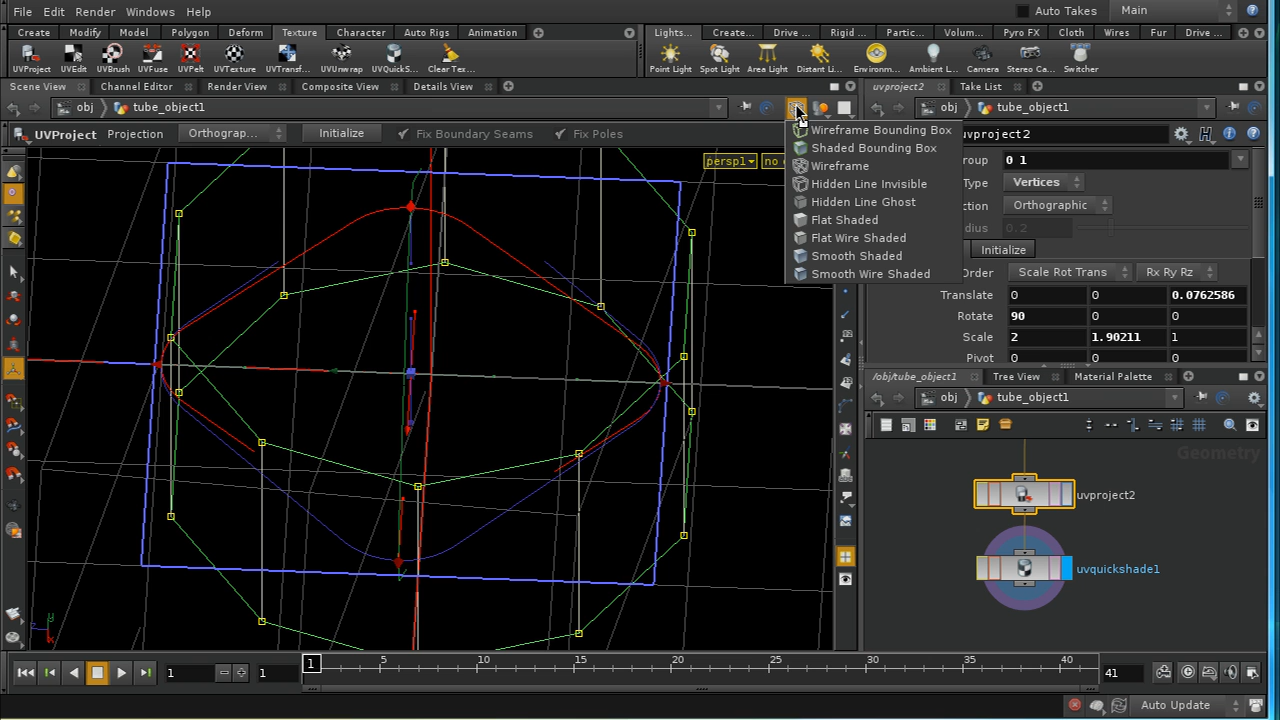 File Edit Render Windows Help Auto Takes Main
Create Modify Model Polygon Deform Texture Character Auto Rigs Animation Lights... Create... Drive ... Rigid ... Partic... Volum... Pyro FX Cloth Wires Fur Drive ...
UVProject UVEdit UVBrush UVFuse UVPelt UVTexture UVTransf... UVUnwrap UVQuickS... Clear Tex... Point Light Spot Light Area Light Distant Li... Environm... Ambient L... Camera Stereo Ca... Switcher
Scene View Channel Editor Render View Composite View Details View uvproject2 Take List
obj tube_object1 obj tube_object1
UVProject Projection Orthograp... Initialize Fix Boundary Seams Fix Poles uvproject2
persp1 no c
Wireframe Bounding Box
Shaded Bounding Box
Wireframe
Hidden Line Invisible
Hidden Line Ghost
Flat Shaded
Flat Wire Shaded
Smooth Shaded
Smooth Wire Shaded
roup 0 1
Type Vertices
ction Orthographic
dius 0.2
Initialize
Order Scale Rot Trans Rx Ry Rz
Translate 0 0 0.0762586
Rotate 90 0 0
Scale 2 1.90211 1
Pivot 0 0 0
/obj/tube_object1 Tree View Material Palette
obj tube_object1
Geometry
uvproject2
uvquickshade1
y
z x
1 1 1 5 10 15 20 25 30 35 40 41
Auto Update